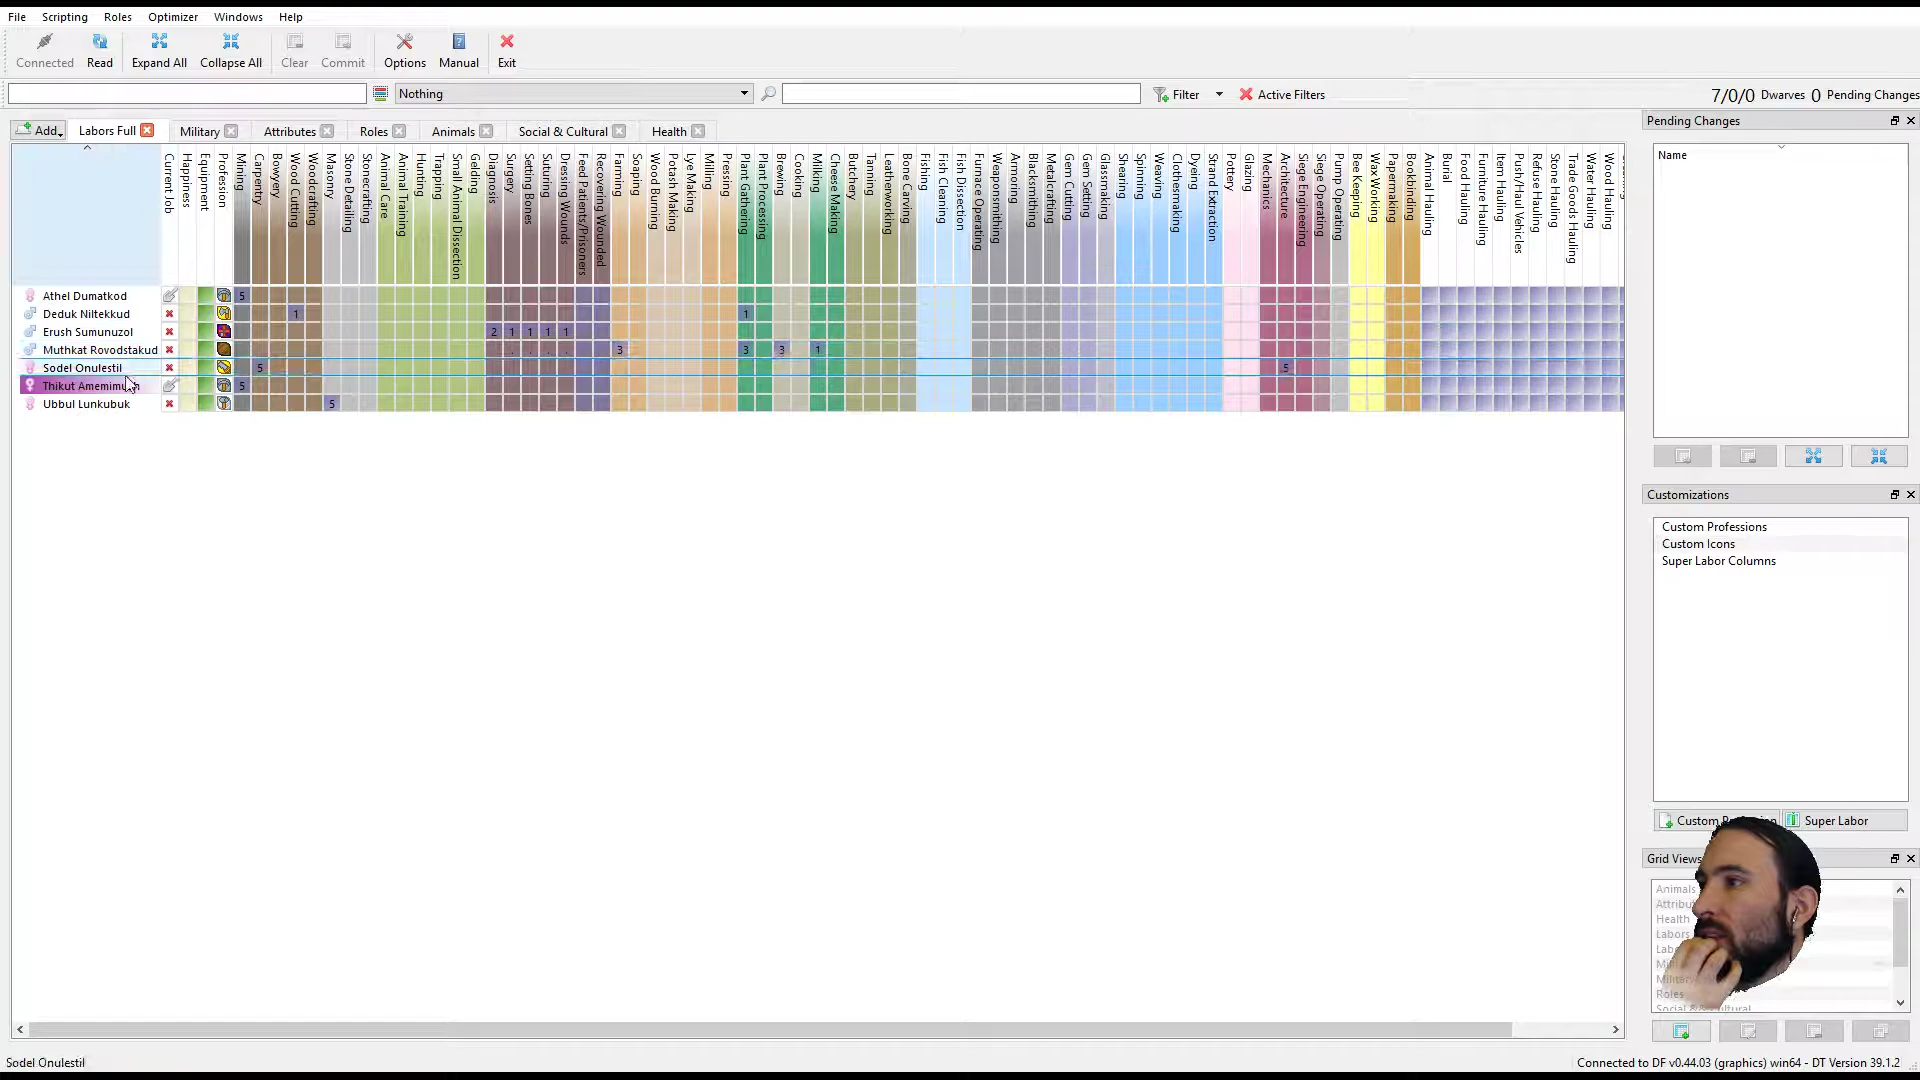 File Scripting Roles Optimizer Windows Help
Connected Read Expand All Collapse All Clear Commit Options Manual Exit
Nothing Filter Active Filters 7/0/0 Dwarves 0 Pending Changes
Add Labors Full Military Attributes Roles Animals Social & Cultural Health
Current Job
Happiness
Equipment
Profession
Mining
Carpentry
Bowyery
Wood Cutting
Woodcrafting
Masonry
Stone Detailing
Stonecrafting
Animal Care
Animal Training
Hunting
Trapping
Small Animal Dissection
Gelding
Diagnosis
Surgery
Setting Bones
Suturing
Dressing Wounds
Feed Patients/Prisoners
Recovering Wounded
Farming
Soaping
Wood Burning
Potash Making
Lye Making
Milling
Pressing
Plant Gathering
Plant Processing
Brewing
Cooking
Milking
Cheese Making
Butchery
Tanning
Leatherworking
Bone Carving
Fishing
Fish Cleaning
Fish Dissection
Furnace Operating
Weaponsmithing
Armoring
Blacksmithing
Metalcrafting
Gem Cutting
Gem Setting
Glassmaking
Shearing
Spinning
Weaving
Clothesmaking
Dyeing
Strand Extraction
Pottery
Glazing
Mechanics
Architecture
Siege Engineering
Siege Operating
Pump Operating
Bee Keeping
Wax Working
Papermaking
Bookbinding
Animal Hauling
Burial
Food Hauling
Furniture Hauling
Item Hauling
Push/Haul Vehicles
Refuse Hauling
Stone Hauling
Trade Goods Hauling
Water Hauling
Wood Hauling
Athel Dumatkod 5
Deduk Niltekkud 1 1
Erush Sumunuzol 2 1 1 1 1
Muthkat Rovodstakud 3 3 3 1
Sodel Onulestil 5 5
Thikut 5
Ubbul Lunkubuk 5
Pending Changes
Name
Customizations
Custom Professions
Custom Icons
Super Labor Columns
Custom Super Labor
Grid Views
Animals
Health
Labors
Roles
Sodel Onulestil
Connected to DF v0.44.03 (graphics) win64 - DT Version 39.1.2